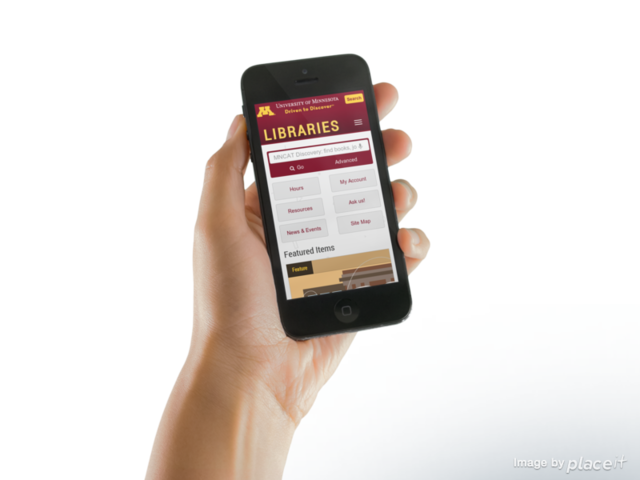 University of Minnesota
Driven to Discover
Search
LIBRARIES
MNCAT Discovery: find books,
Go
Advanced
Hours
My Account
Resources
Ask us!
News & Events
Site Map
Featured Items
Feature
Image by placeit